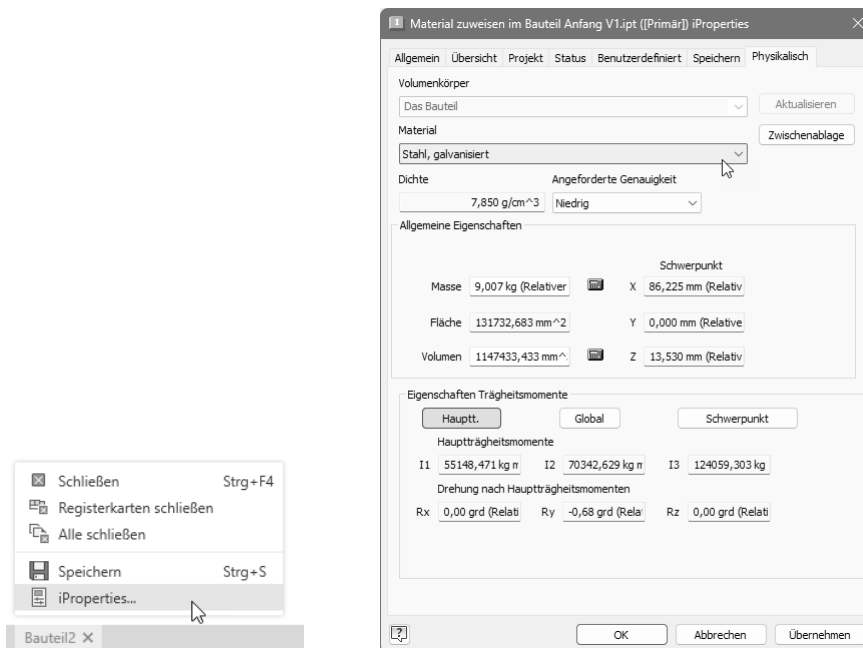 Schließen Strg+F4
Registerkarten schließen
Alle schließen
Speichern Strg+S
iProperties...
Bauteil2
I Material zuweisen im Bauteil Anfang V1.ipt ([Primär]) iProperties
Allgemein Übersicht Projekt Status Benutzerdefiniert Speichern Physikalisch
Volumenkörper
Das Bauteil Aktualisieren
Material Zwischenablage
Stahl, galvanisiert
Dichte Angeforderte Genauigkeit
7,850 g/cm^3 Niedrig
Allgemeine Eigenschaften
Schwerpunkt
Masse 9,007 kg (Relativer X 86,225 mm (Relativ
Fläche 131732,683 mm^2 Y 0,000 mm (Relative
Volumen 1147433,433 mm^ Z 13,530 mm (Relativ
Eigenschaften Trägheitsmomente
Hauptt. Global Schwerpunkt
Hauptträgheitsmomente
I1 55148,471 kg m I2 70342,629 kg m I3 124059,303 kg
Drehung nach Hauptträgheitsmomenten
Rx 0,00 grd (Relati Ry -0,68 grd (Rela Rz 0,00 grd (Relati
? OK Abbrechen Übernehmen